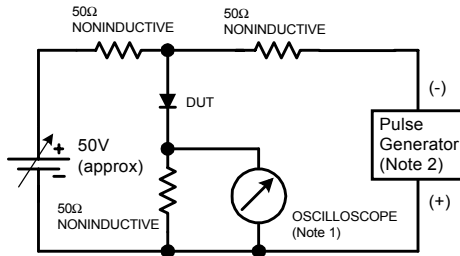 50Ω
NONINDUCTIVE
50Ω
NONINDUCTIVE
DUT
(-)
Pulse
Generator
(Note 2)
(+)
+
50V
(approx)
−
50Ω
NONINDUCTIVE
OSCILLOSCOPE
(Note 1)